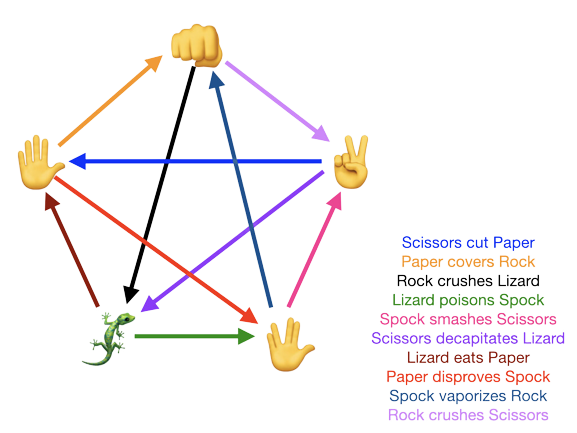 Scissors cut Paper
Paper covers Rock
Rock crushes Lizard
Lizard poisons Spock
Spock smashes Scissors
Scissors decapitates Lizard
Lizard eats Paper
Paper disproves Spock
Spock vaporizes Rock
Rock crushes Scissors